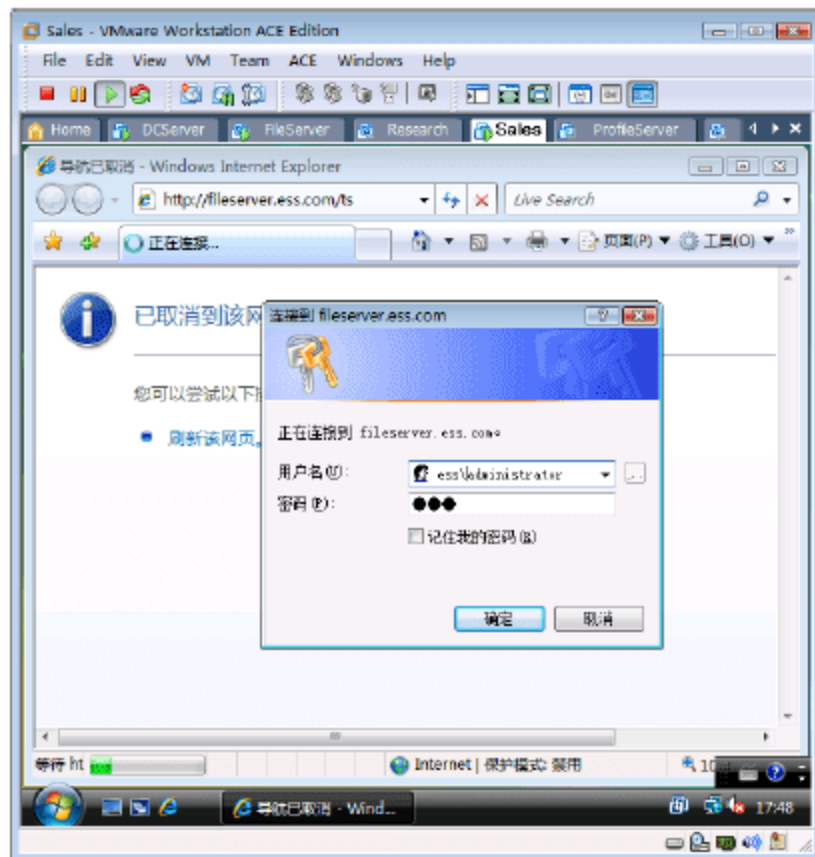 Sales - VMware Workstation ACE Edition
File Edit View VM Team ACE Windows Help
Home DCServer FileServer Research Sales ProfileServer
导航已取消 - Windows Internet Explorer
http://fileserver.ess.com/ts Live Search
正在连接... 页面(P) 工具(O)
已取消到该网
连接到 fileserver.ess.com
您可以尝试以下
刷新该网页。
正在连接到 fileserver.ess.com。
用户名(U): ess\administrator
密码(P): ●●●
记住我的密码(R)
确定 取消
等待 ht Internet | 保护模式: 禁用 10
导航已取消 - Wind... 17:48